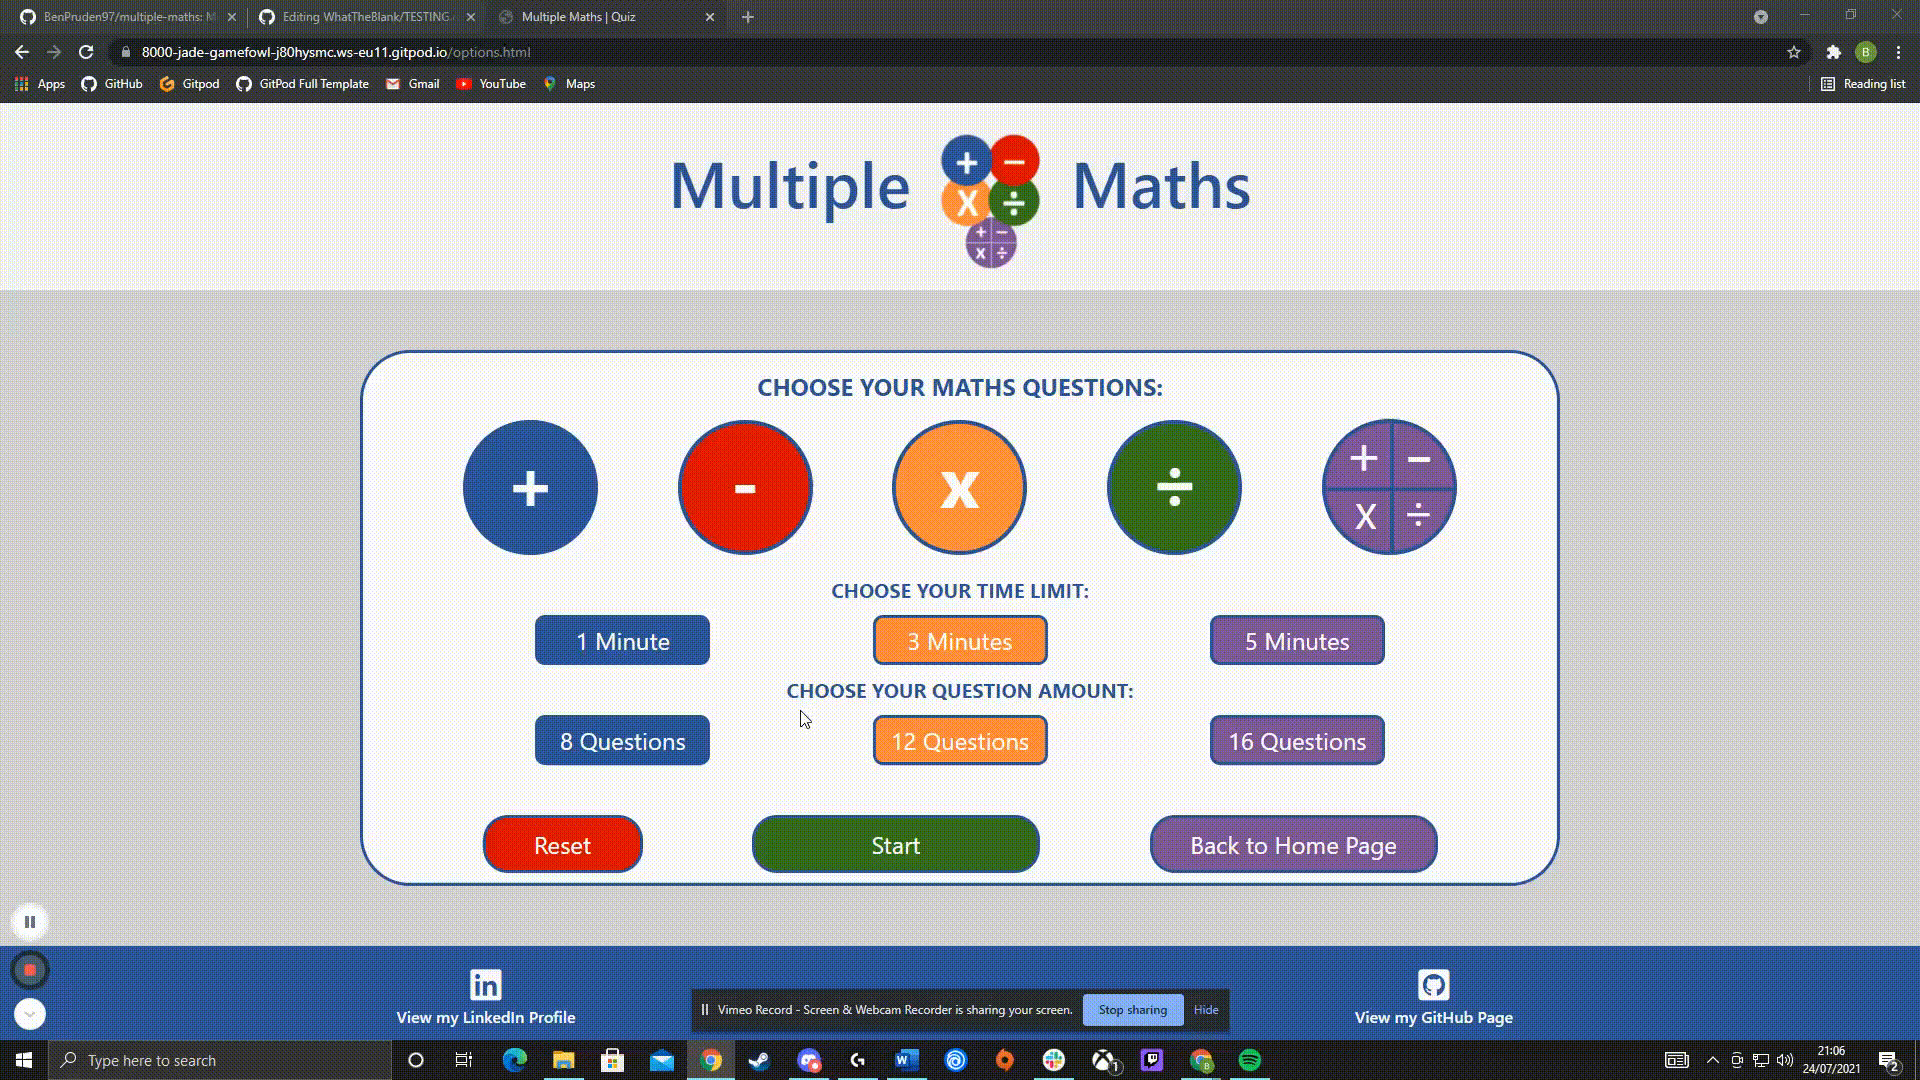 BenPruden97/multiple-maths: M
Editing WhatTheBlank/TESTING.
Multiple Maths | Quiz
8000-jade-gamefowl-j80hysmc.ws-eu11.gitpod.io/options.html
B
Apps
GitHub
Gitpod
GitPod Full Template
Gmail
YouTube
Maps
Reading list
Multiple
+ − x ÷
+ − x ÷
Maths
CHOOSE YOUR MATHS QUESTIONS:
+ - x ÷ + − x ÷
CHOOSE YOUR TIME LIMIT:
1 Minute
3 Minutes
5 Minutes
CHOOSE YOUR QUESTION AMOUNT:
8 Questions
12 Questions
16 Questions
Reset
Start
Back to Home Page
in
View my LinkedIn Profile
Vimeo Record - Screen & Webcam Recorder is sharing your screen.
Stop sharing
Hide
View my GitHub Page
Type here to search
21:06
24/07/2021
2